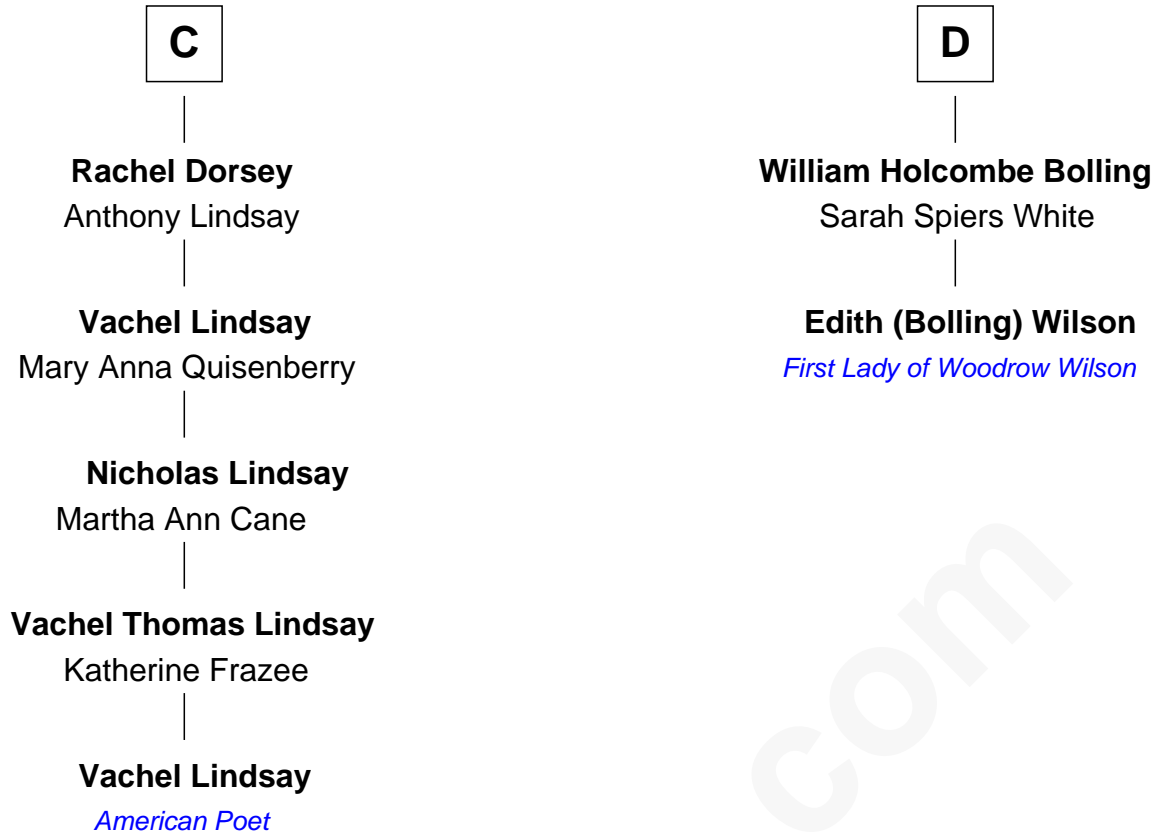 C
Rachel Dorsey
Anthony Lindsay
Vachel Lindsay
Mary Anna Quisenberry
Nicholas Lindsay
Martha Ann Cane
Vachel Thomas Lindsay
Katherine Frazee
Vachel Lindsay
American Poet
D
William Holcombe Bolling
Sarah Spiers White
Edith (Bolling) Wilson
First Lady of Woodrow Wilson
com